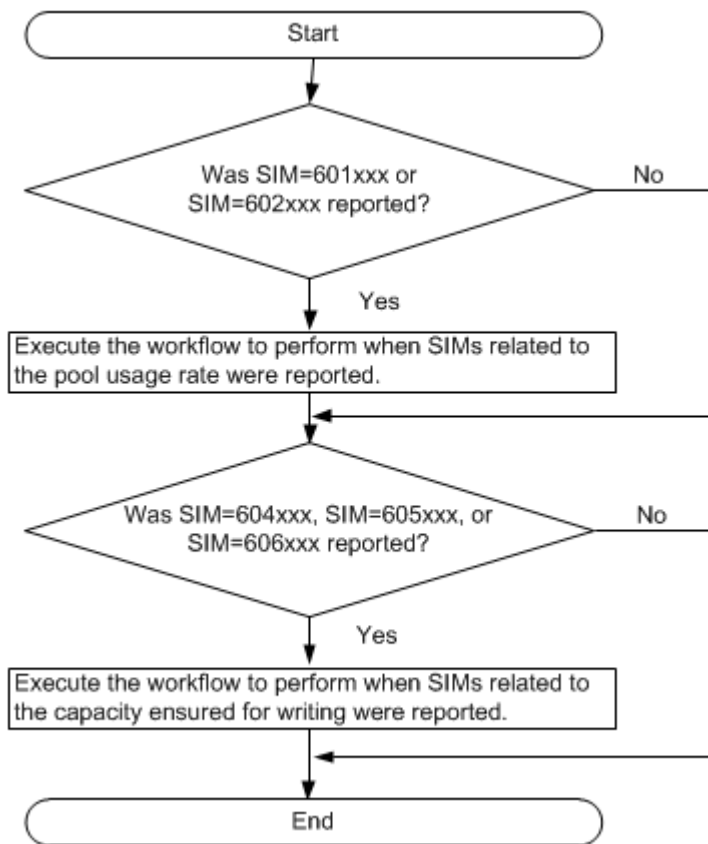 Start
Was SIM=601xxx or
SIM=602xxx reported?
No
Yes
Execute the workflow to perform when SIMs related to
the pool usage rate were reported.
Was SIM=604xxx, SIM=605xxx, or
SIM=606xxx reported?
No
Yes
Execute the workflow to perform when SIMs related to
the capacity ensured for writing were reported.
End